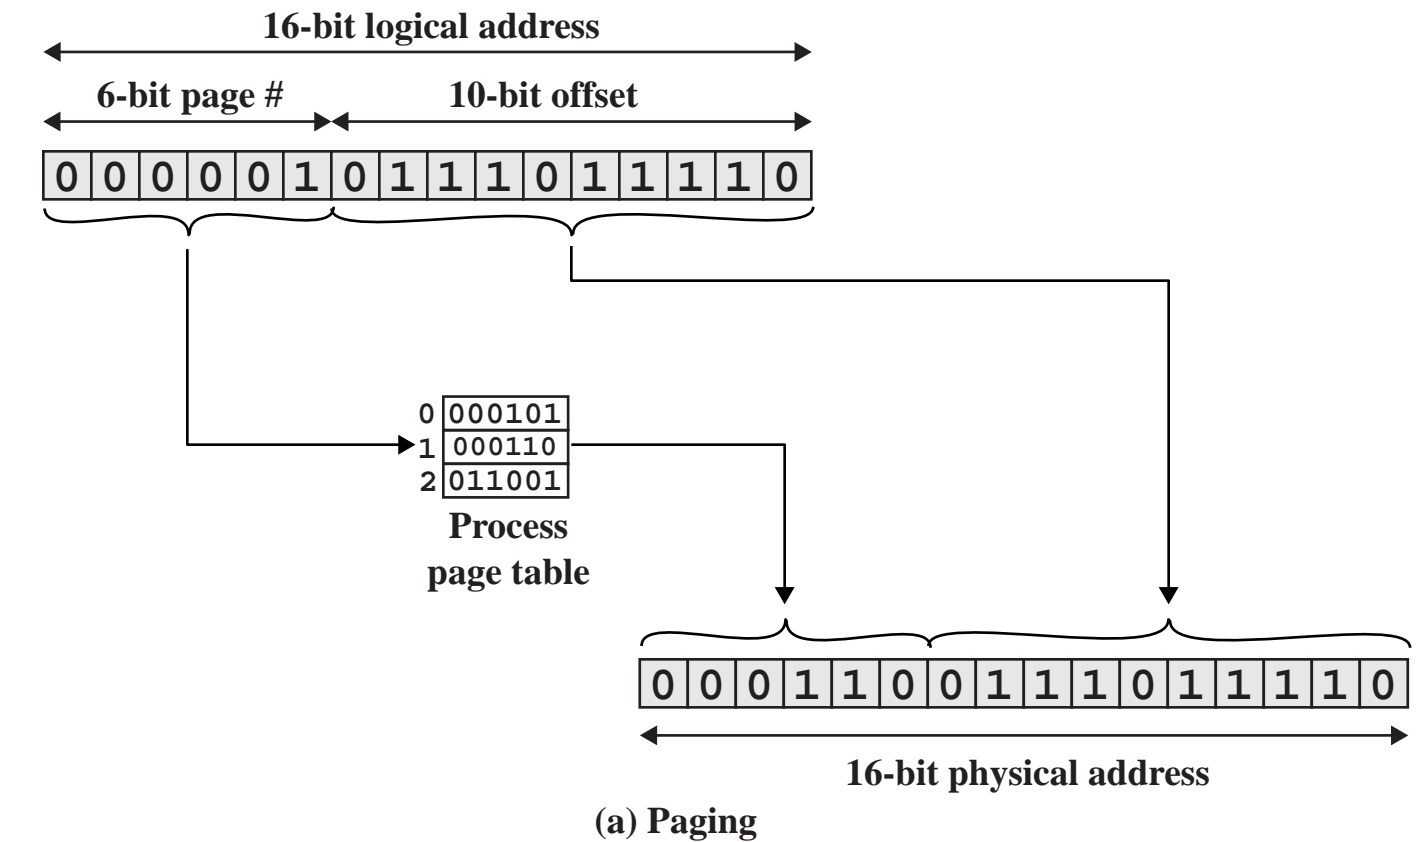 16-bit logical address
6-bit page # 10-bit offset
0 0 0 0 0 1 0 1 1 1 0 1 1 1 1 0
0 000101
1 000110
2 011001
Process
page table
0 0 0 1 1 0 0 1 1 1 0 1 1 1 1 0
16-bit physical address
(a) Paging